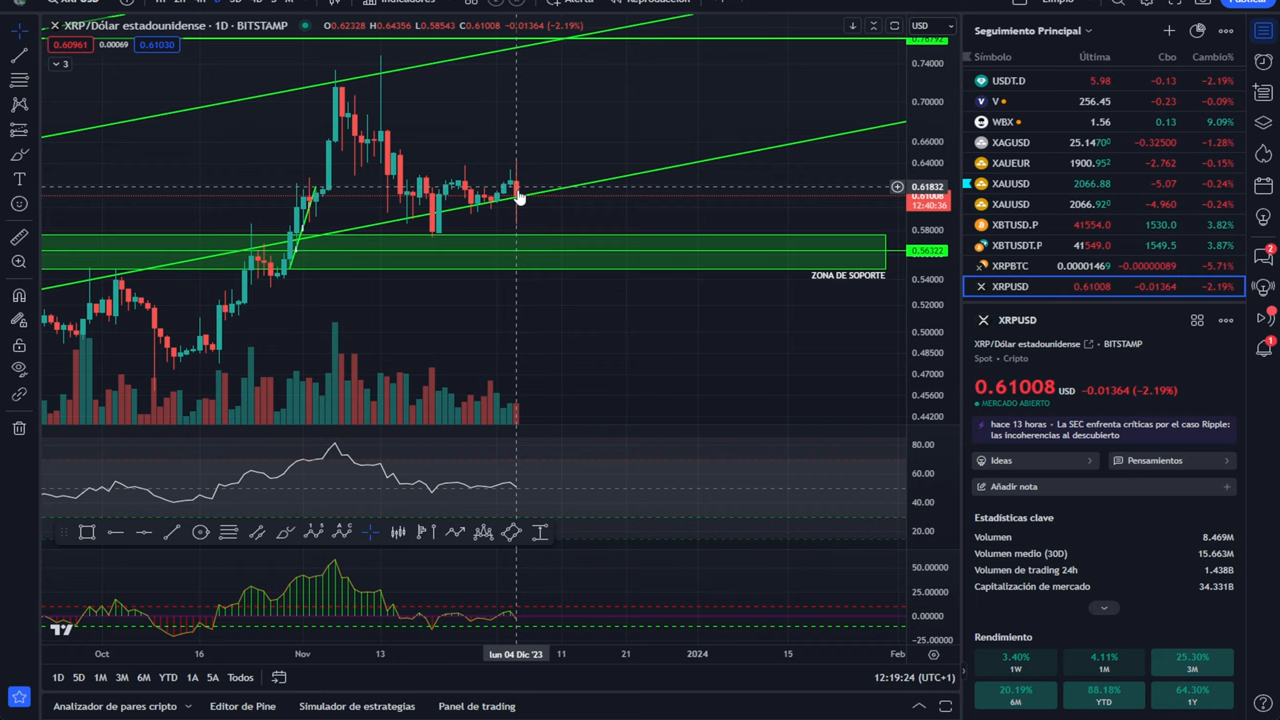 XRP/Dólar estadounidense · 1D · BITSTAMP
O0.62328 H0.64356 L0.58543 C0.61008 −0.01364 (−2.19%)
USD
0.60961 0.00069 0.61030
3
0.74000
0.70000
0.66000
0.64000
0.61832
0.61008
12:40:36
0.58000
0.56322
0.54000
0.52000
0.50000
0.48500
0.47000
0.45600
0.44200
ZONA DE SOPORTE
80.00
60.00
40.00
20.00
50.00000
25.00000
0.00000
−25.00000
Oct 16 Nov 13 lun 04 Dic '23 11 21 2024 15 Feb
1D 5D 1M 3M 6M YTD 1A 5A Todos
12:19:24 (UTC+1)
Analizador de pares cripto Editor de Pine Simulador de estrategias Panel de trading
Seguimiento Principal
Símbolo Última Cbo Cambio%
USDT.D 5.98 −0.13 −2.19%
V 256.45 −0.23 −0.09%
WBX 1.56 0.13 9.09%
XAGUSD 25.1470 −0.32500 −1.28%
XAUEUR 1900.952 −2.762 −0.15%
XAUUSD 2066.88 −5.07 −0.24%
XAUUSD 2066.920 −4.960 −0.24%
XBTUSD.P 41554.0 1530.0 3.82%
XBTUSDT.P 41549.0 1549.5 3.87%
XRPBTC 0.00001469 −0.00000089 −5.71%
XRPUSD 0.61008 −0.01364 −2.19%
XRPUSD
XRP/Dólar estadounidense · BITSTAMP
Spot · Cripto
0.61008 USD −0.01364 (−2.19%)
MERCADO ABIERTO
hace 13 horas · La SEC enfrenta críticas por el caso Ripple:
las incoherencias al descubierto
Ideas
Pensamientos
Añadir nota
Estadísticas clave
Volumen 8.469M
Volumen medio (30D) 15.663M
Volumen de trading 24h 1.438B
Capitalización de mercado 34.331B
Rendimiento
3.40% 4.11% 25.30%
1W 1M 3M
20.19% 88.18% 64.30%
6M YTD 1Y
2
1